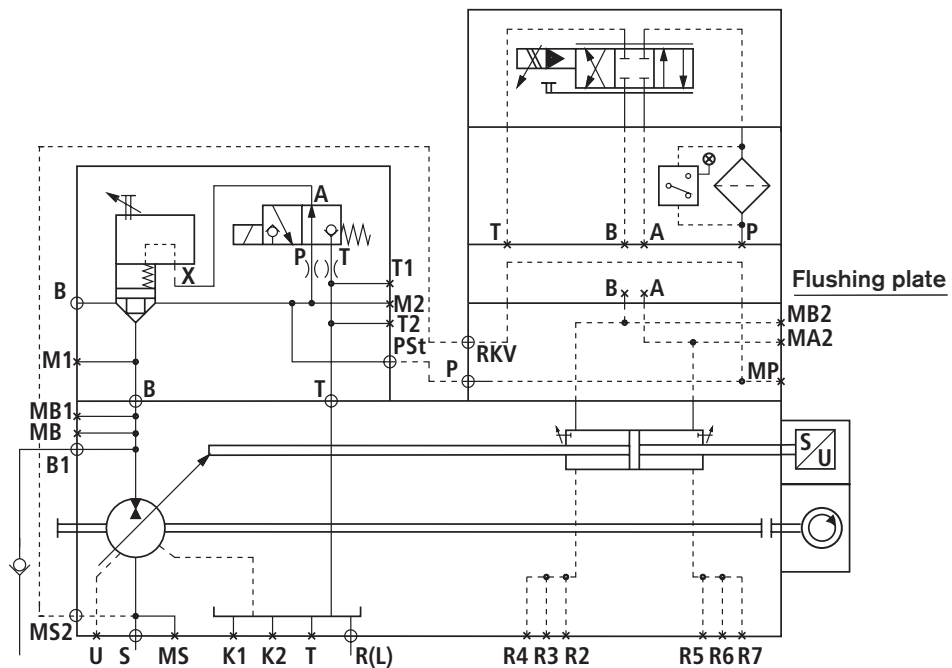 T B A P
A
P T
X
T1
B
M2
T2
PSt
M1
B T
MB1
MB
B1
MS2
U S MS K1 K2 T R(L)
B A
Flushing plate
MB2
MA2
RKV
P
MP
S
U
R4 R3 R2 R5 R6 R7